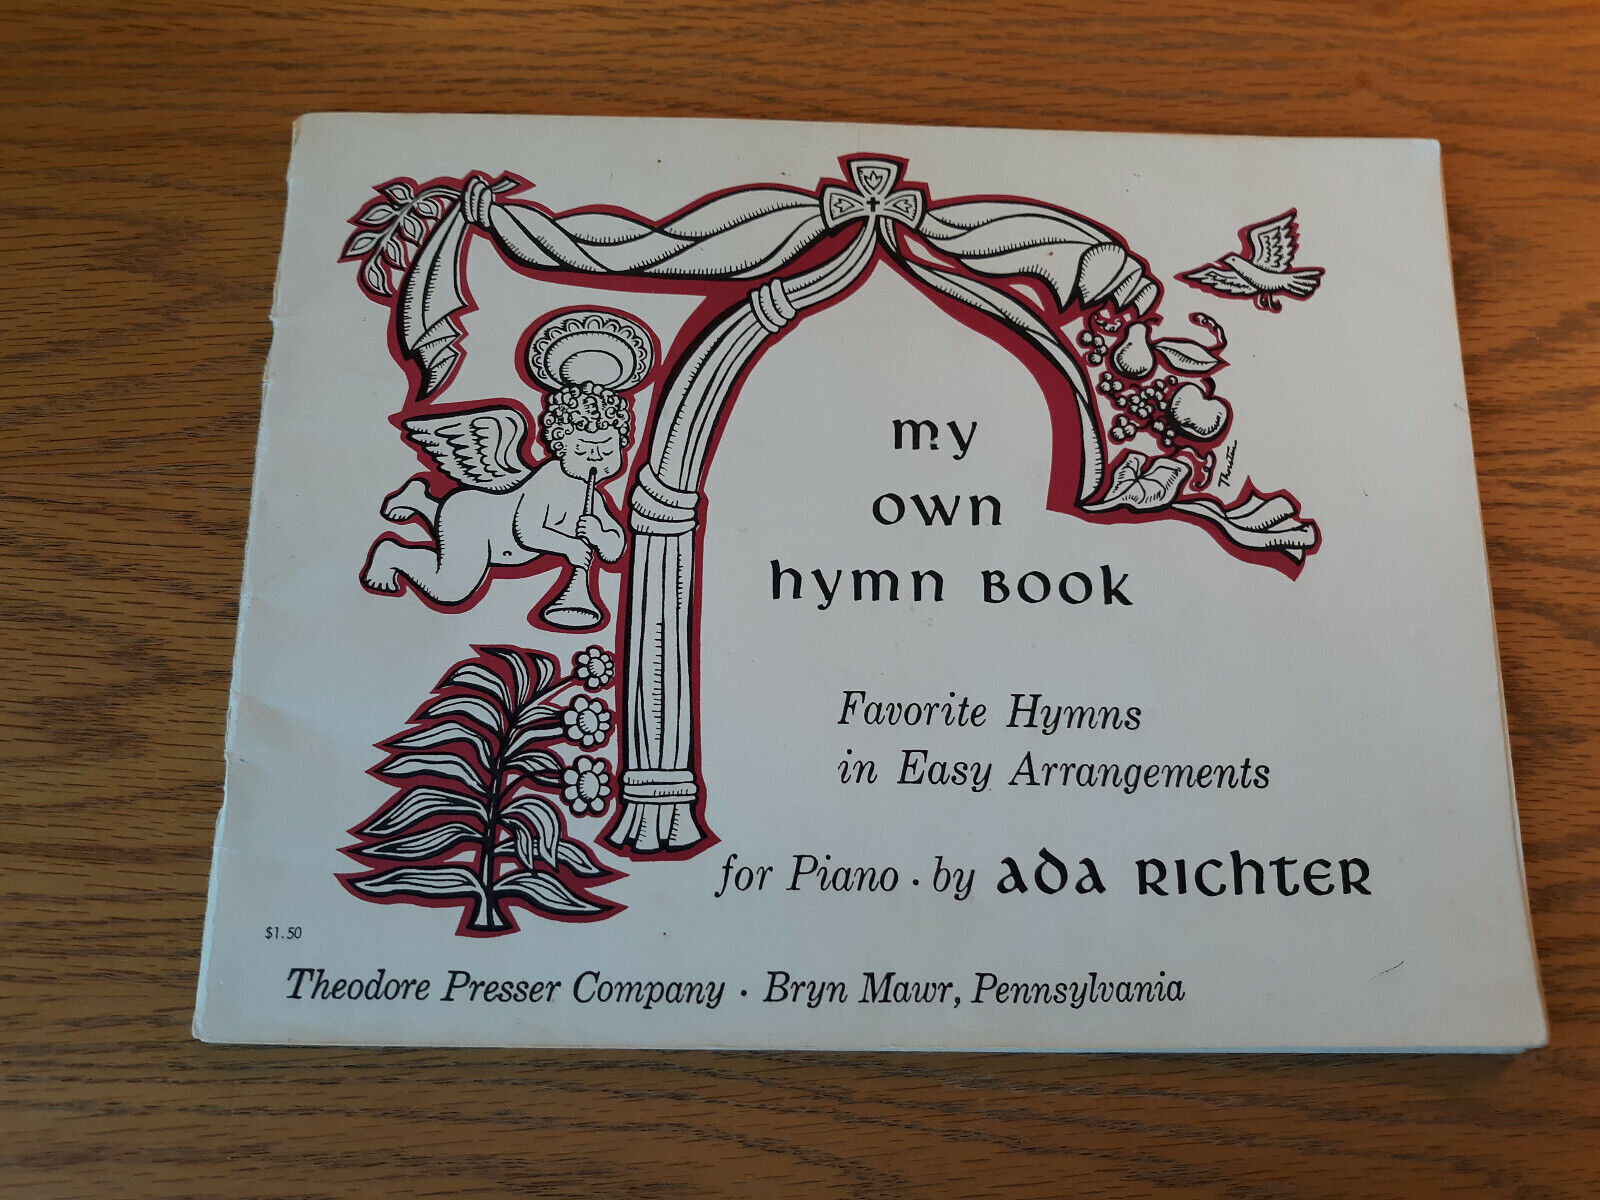 my
own
hymn Book
Favorite Hymns
in Easy Arrangements
for Piano · by Ada Richter
$1.50
Theodore Presser Company · Bryn Mawr, Pennsylvania